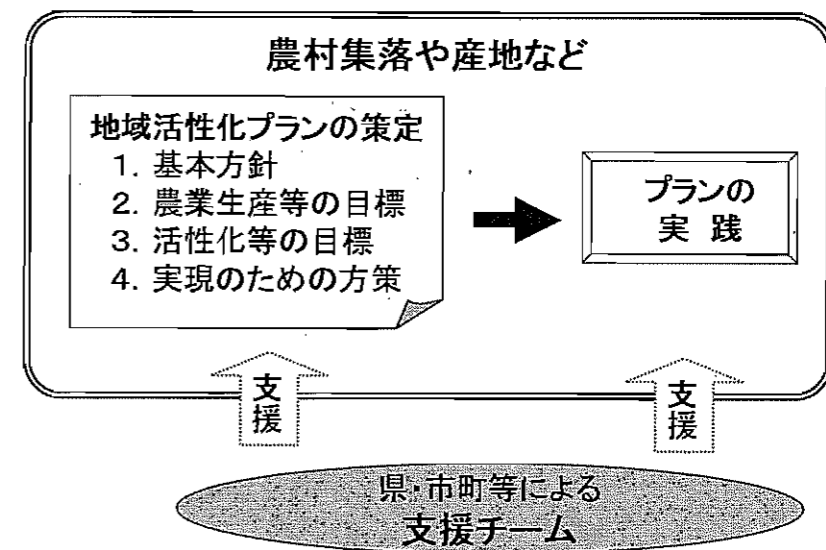 農村集落や産地など
地域活性化プランの策定
1. 基本方針
2. 農業生産等の目標
3. 活性化等の目標
4. 実現のための方策
プランの
実 践
支援
支援
県・市町等による
支援チーム